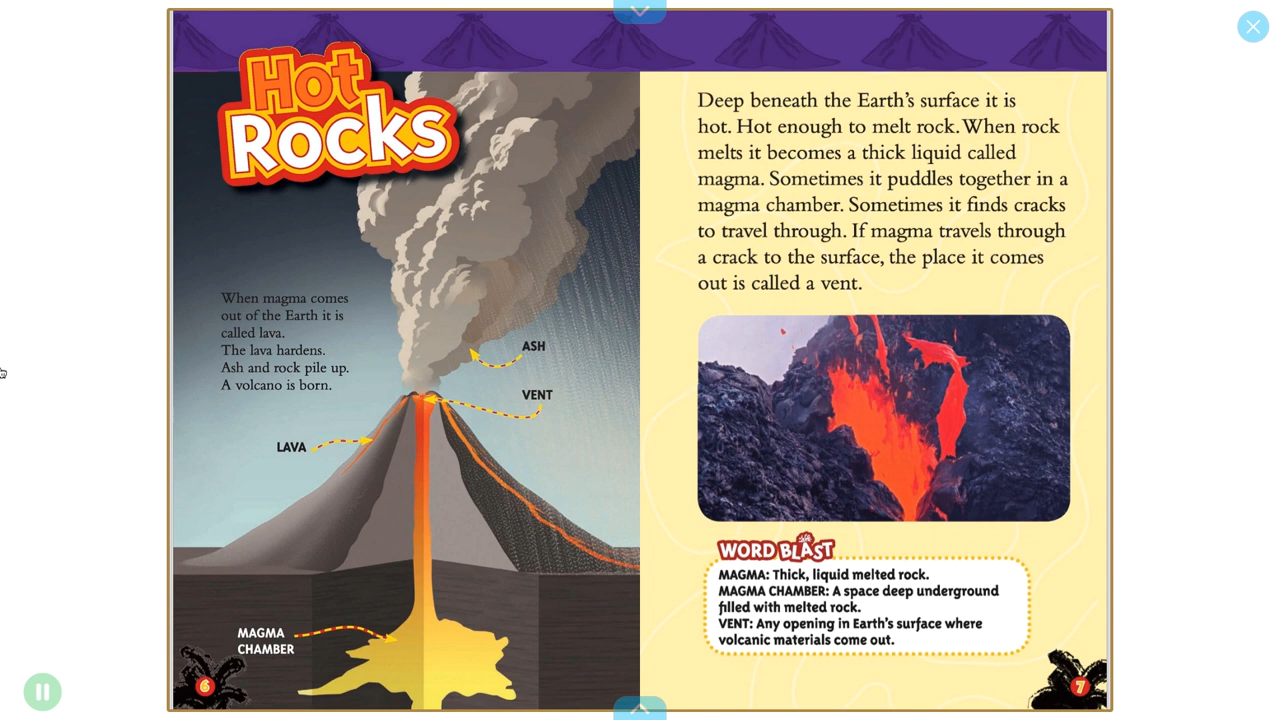 Hot
Rocks
When magma comes
out of the Earth it is
called lava.
The lava hardens.
Ash and rock pile up.
A volcano is born.
ASH
VENT
LAVA
MAGMA
CHAMBER
6
Deep beneath the Earth's surface it is
hot. Hot enough to melt rock. When rock
melts it becomes a thick liquid called
magma. Sometimes it puddles together in a
magma chamber. Sometimes it finds cracks
to travel through. If magma travels through
a crack to the surface, the place it comes
out is called a vent.
WORD BLAST
MAGMA: Thick, liquid melted rock.
MAGMA CHAMBER: A space deep underground
filled with melted rock.
VENT: Any opening in Earth's surface where
volcanic materials come out.
7